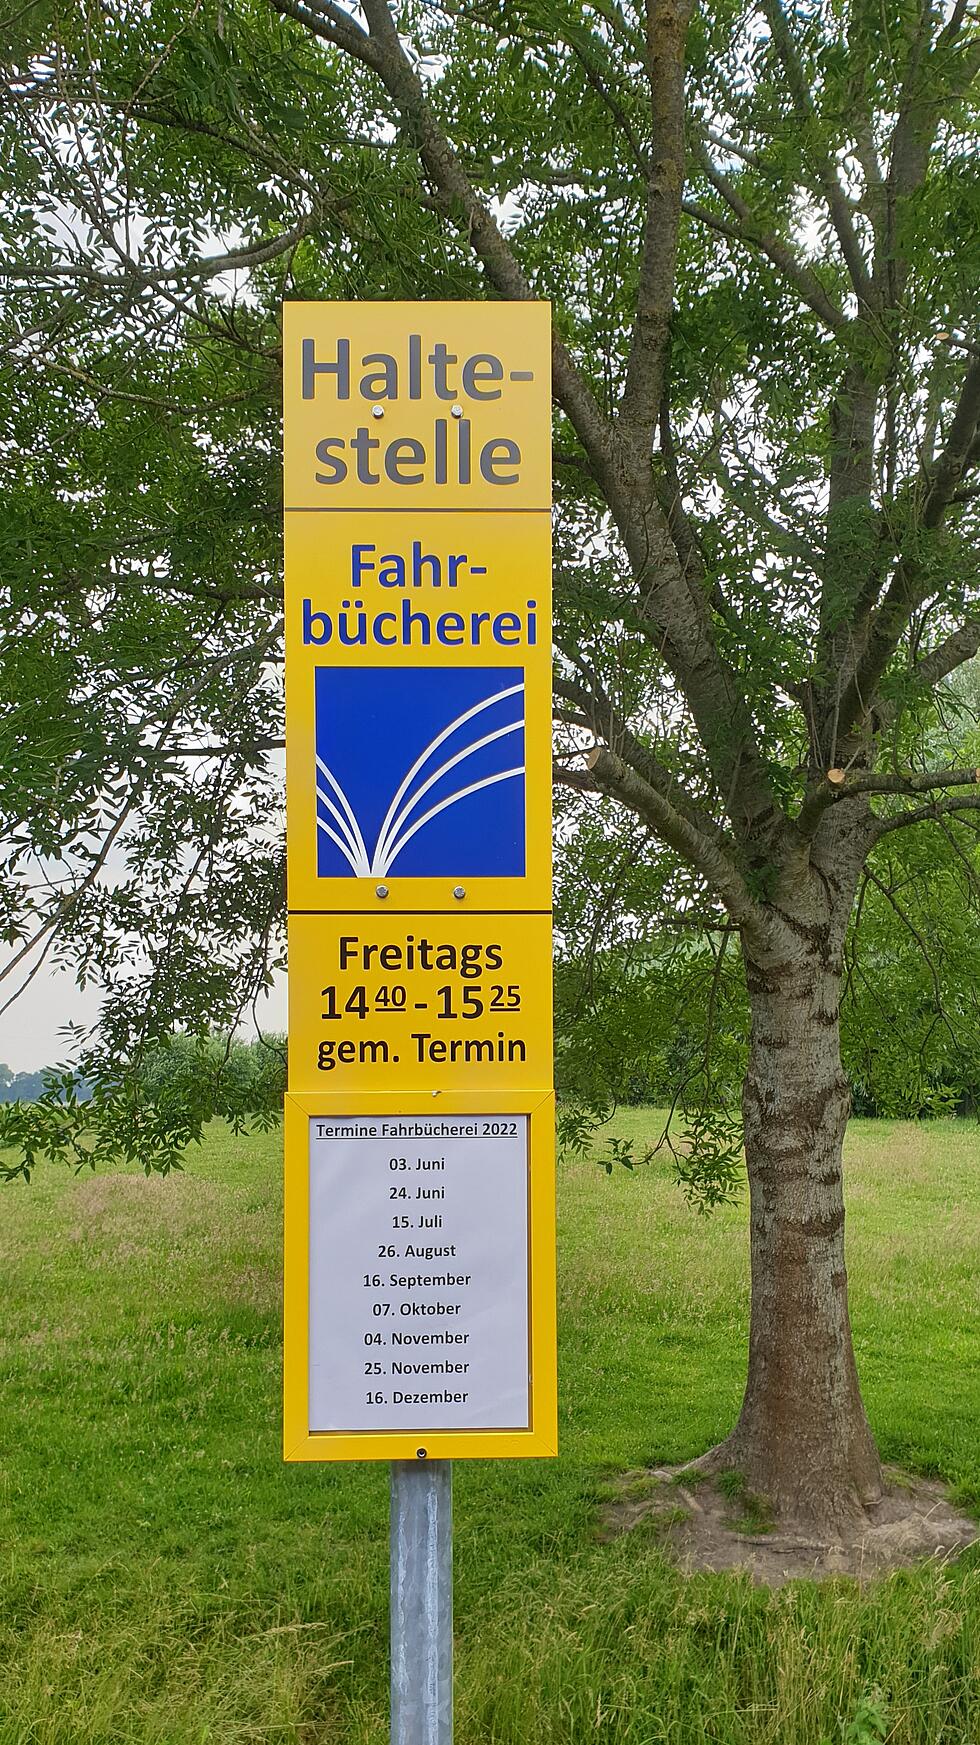 Halte-
stelle
Fahr-
bücherei
Freitags
14 40 - 15 25
gem. Termin
Termine Fahrbücherei 2022
03. Juni
24. Juni
15. Juli
26. August
16. September
07. Oktober
04. November
25. November
16. Dezember